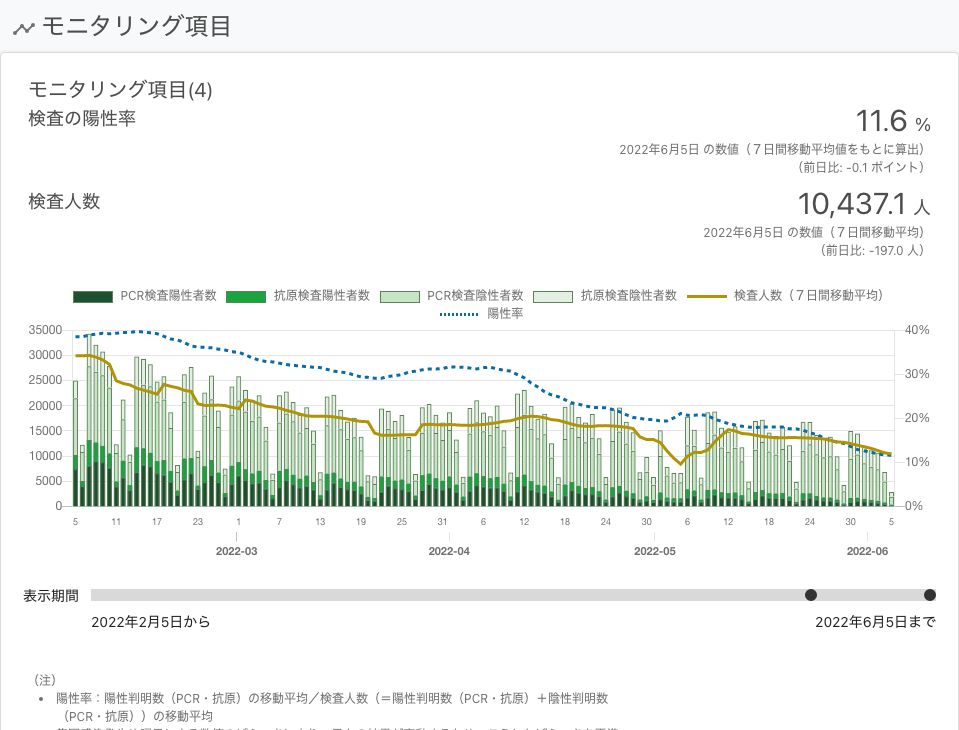 モニタリング項目
モニタリング項目(4)
検査の陽性率
11.6 %
2022年6月5日 の数値（７日間移動平均値をもとに算出）
（前日比: -0.1 ポイント）
検査人数
10,437.1 人
2022年6月5日 の数値（７日間移動平均）
（前日比: -197.0 人）
PCR検査陽性者数 抗原検査陽性者数 PCR検査陰性者数 抗原検査陰性者数 検査人数（７日間移動平均）
陽性率
35000 40%
30000
30%
25000
20000
20%
15000
10000
10%
5000
0 0%
5 11 17 23 1 7 13 19 25 31 6 12 18 24 30 6 12 18 24 30 5
2022-03 2022-04 2022-05 2022-06
表示期間
2022年2月5日から 2022年6月5日まで
（注）
• 陽性率：陽性判明数（PCR・抗原）の移動平均／検査人数（＝陽性判明数（PCR・抗原）＋陰性判明数
（PCR・抗原））の移動平均